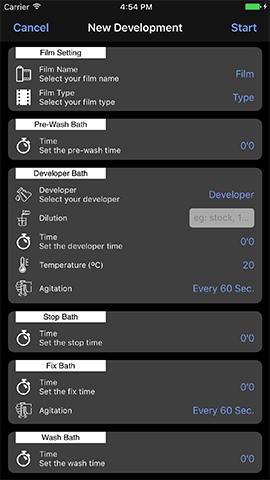 Carrier 4:54 PM
Cancel New Development Start
Film Setting
Film Name
Select your film name
Film
Film Type
Select your film type
Type
Pre-Wash Bath
Time
Set the pre-wash time
0'0
Developer Bath
Developer
Select your developer
Developer
Dilution
eg: stock, 1...
Time
Set the developer time
0'0
Temperature (ºC)
20
Agitation
Every 60 Sec.
Stop Bath
Time
Set the stop time
0'0
Fix Bath
Time
Set the fix time
0'0
Agitation
Every 60 Sec.
Wash Bath
Time
Set the wash time
0'0